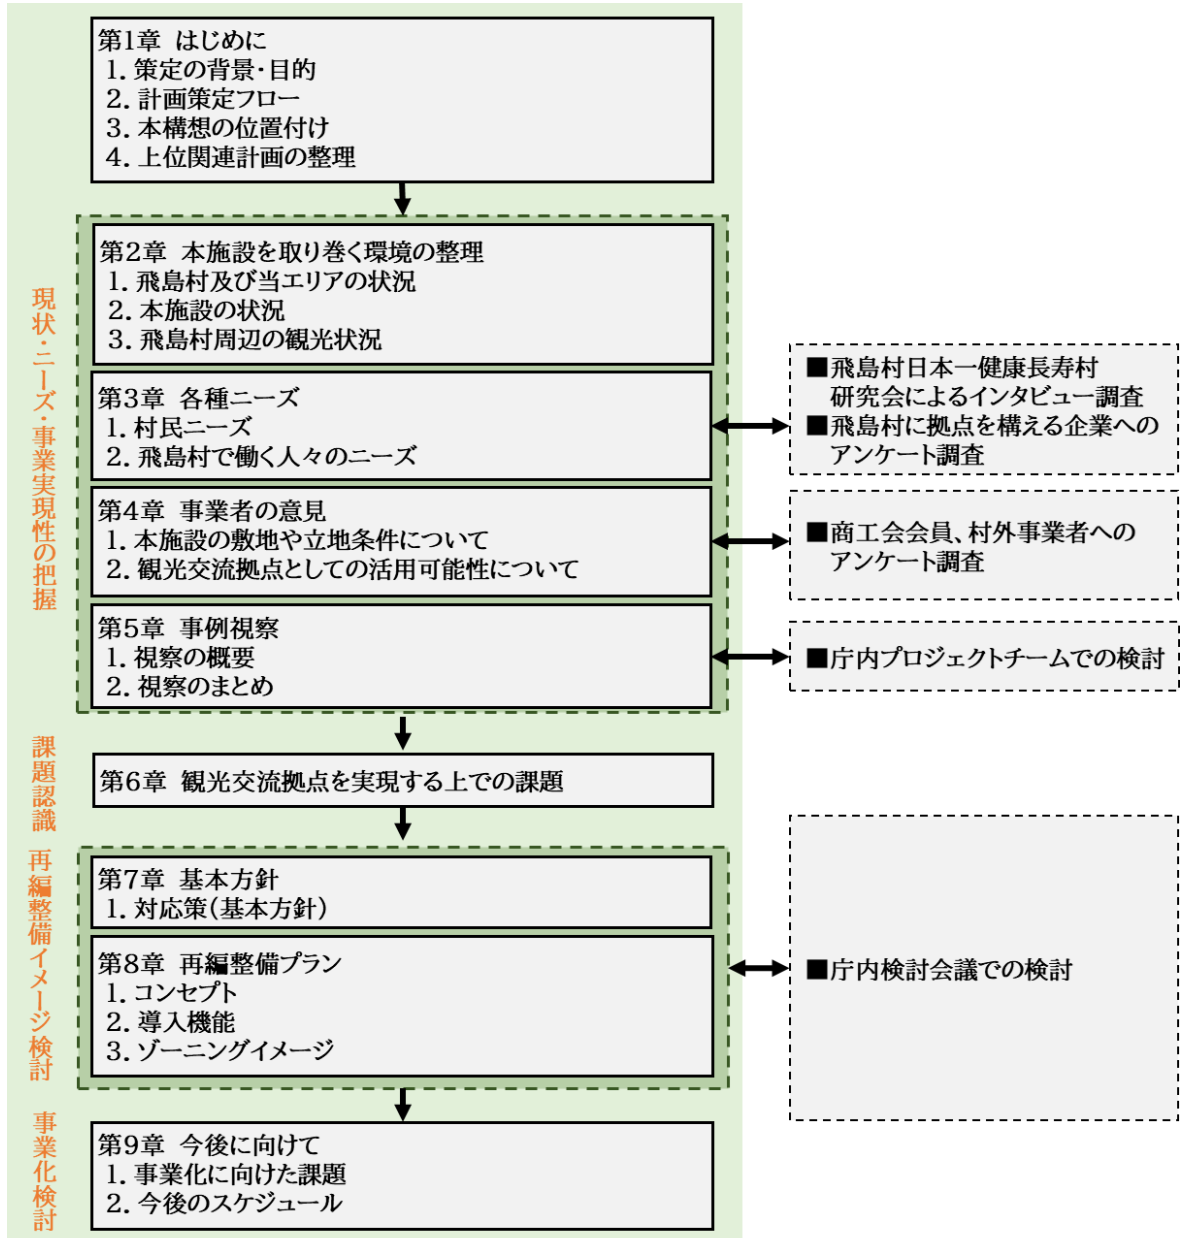 第1章 はじめに
1. 策定の背景・目的
2. 計画策定フロー
3. 本構想の位置付け
4. 上位関連計画の整理
現状・ニーズ・事業実現性の把握
第2章 本施設を取り巻く環境の整理
1. 飛島村及び当エリアの状況
2. 本施設の状況
3. 飛島村周辺の観光状況
第3章 各種ニーズ
1. 村民ニーズ
2. 飛島村で働く人々のニーズ
■飛島村日本一健康長寿村
研究会によるインタビュー調査
■飛島村に拠点を構える企業への
アンケート調査
第4章 事業者の意見
1. 本施設の敷地や立地条件について
2. 観光交流拠点としての活用可能性について
■商工会会員、村外事業者への
アンケート調査
第5章 事例視察
1. 視察の概要
2. 視察のまとめ
■庁内プロジェクトチームでの検討
課題認識
第6章 観光交流拠点を実現する上での課題
再編整備イメージ検討
第7章 基本方針
1. 対応策(基本方針)
第8章 再編整備プラン
1. コンセプト
2. 導入機能
3. ゾーニングイメージ
■庁内検討会議での検討
事業化検討
第9章 今後に向けて
1. 事業化に向けた課題
2. 今後のスケジュール